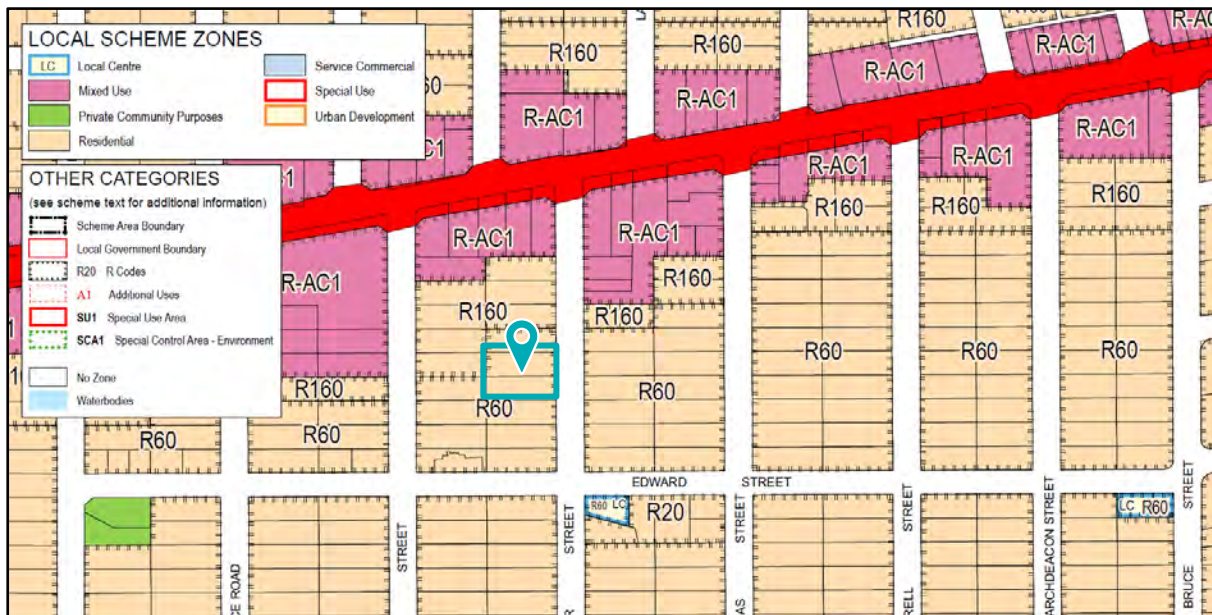 LOCAL SCHEME ZONES
LC Local Centre
Mixed Use
Private Community Purposes
Residential
Service Commercial
Special Use
Urban Development
OTHER CATEGORIES
(see scheme text for additional information)
Scheme Area Boundary
Local Government Boundary
R20 R Codes
A1 Additional Uses
SU1 Special Use Area
SCA1 Special Control Area - Environment
No Zone
Waterbodies
R160
R160
R160
R-AC1
R-AC1
R-AC1
R-AC1
R-AC1
R-AC1
R-AC1
R-AC1
R-AC1
R-AC1
R160
R160
R160
R-AC1
R160
R160
R160
R160
R60
R60
R60
R60
R60
R60
R60
EDWARD STREET
R60 LC
R20
LC R60
STREET
STREET
STREET
STREET
ARCHDEACON STREET
BRUCE STREET